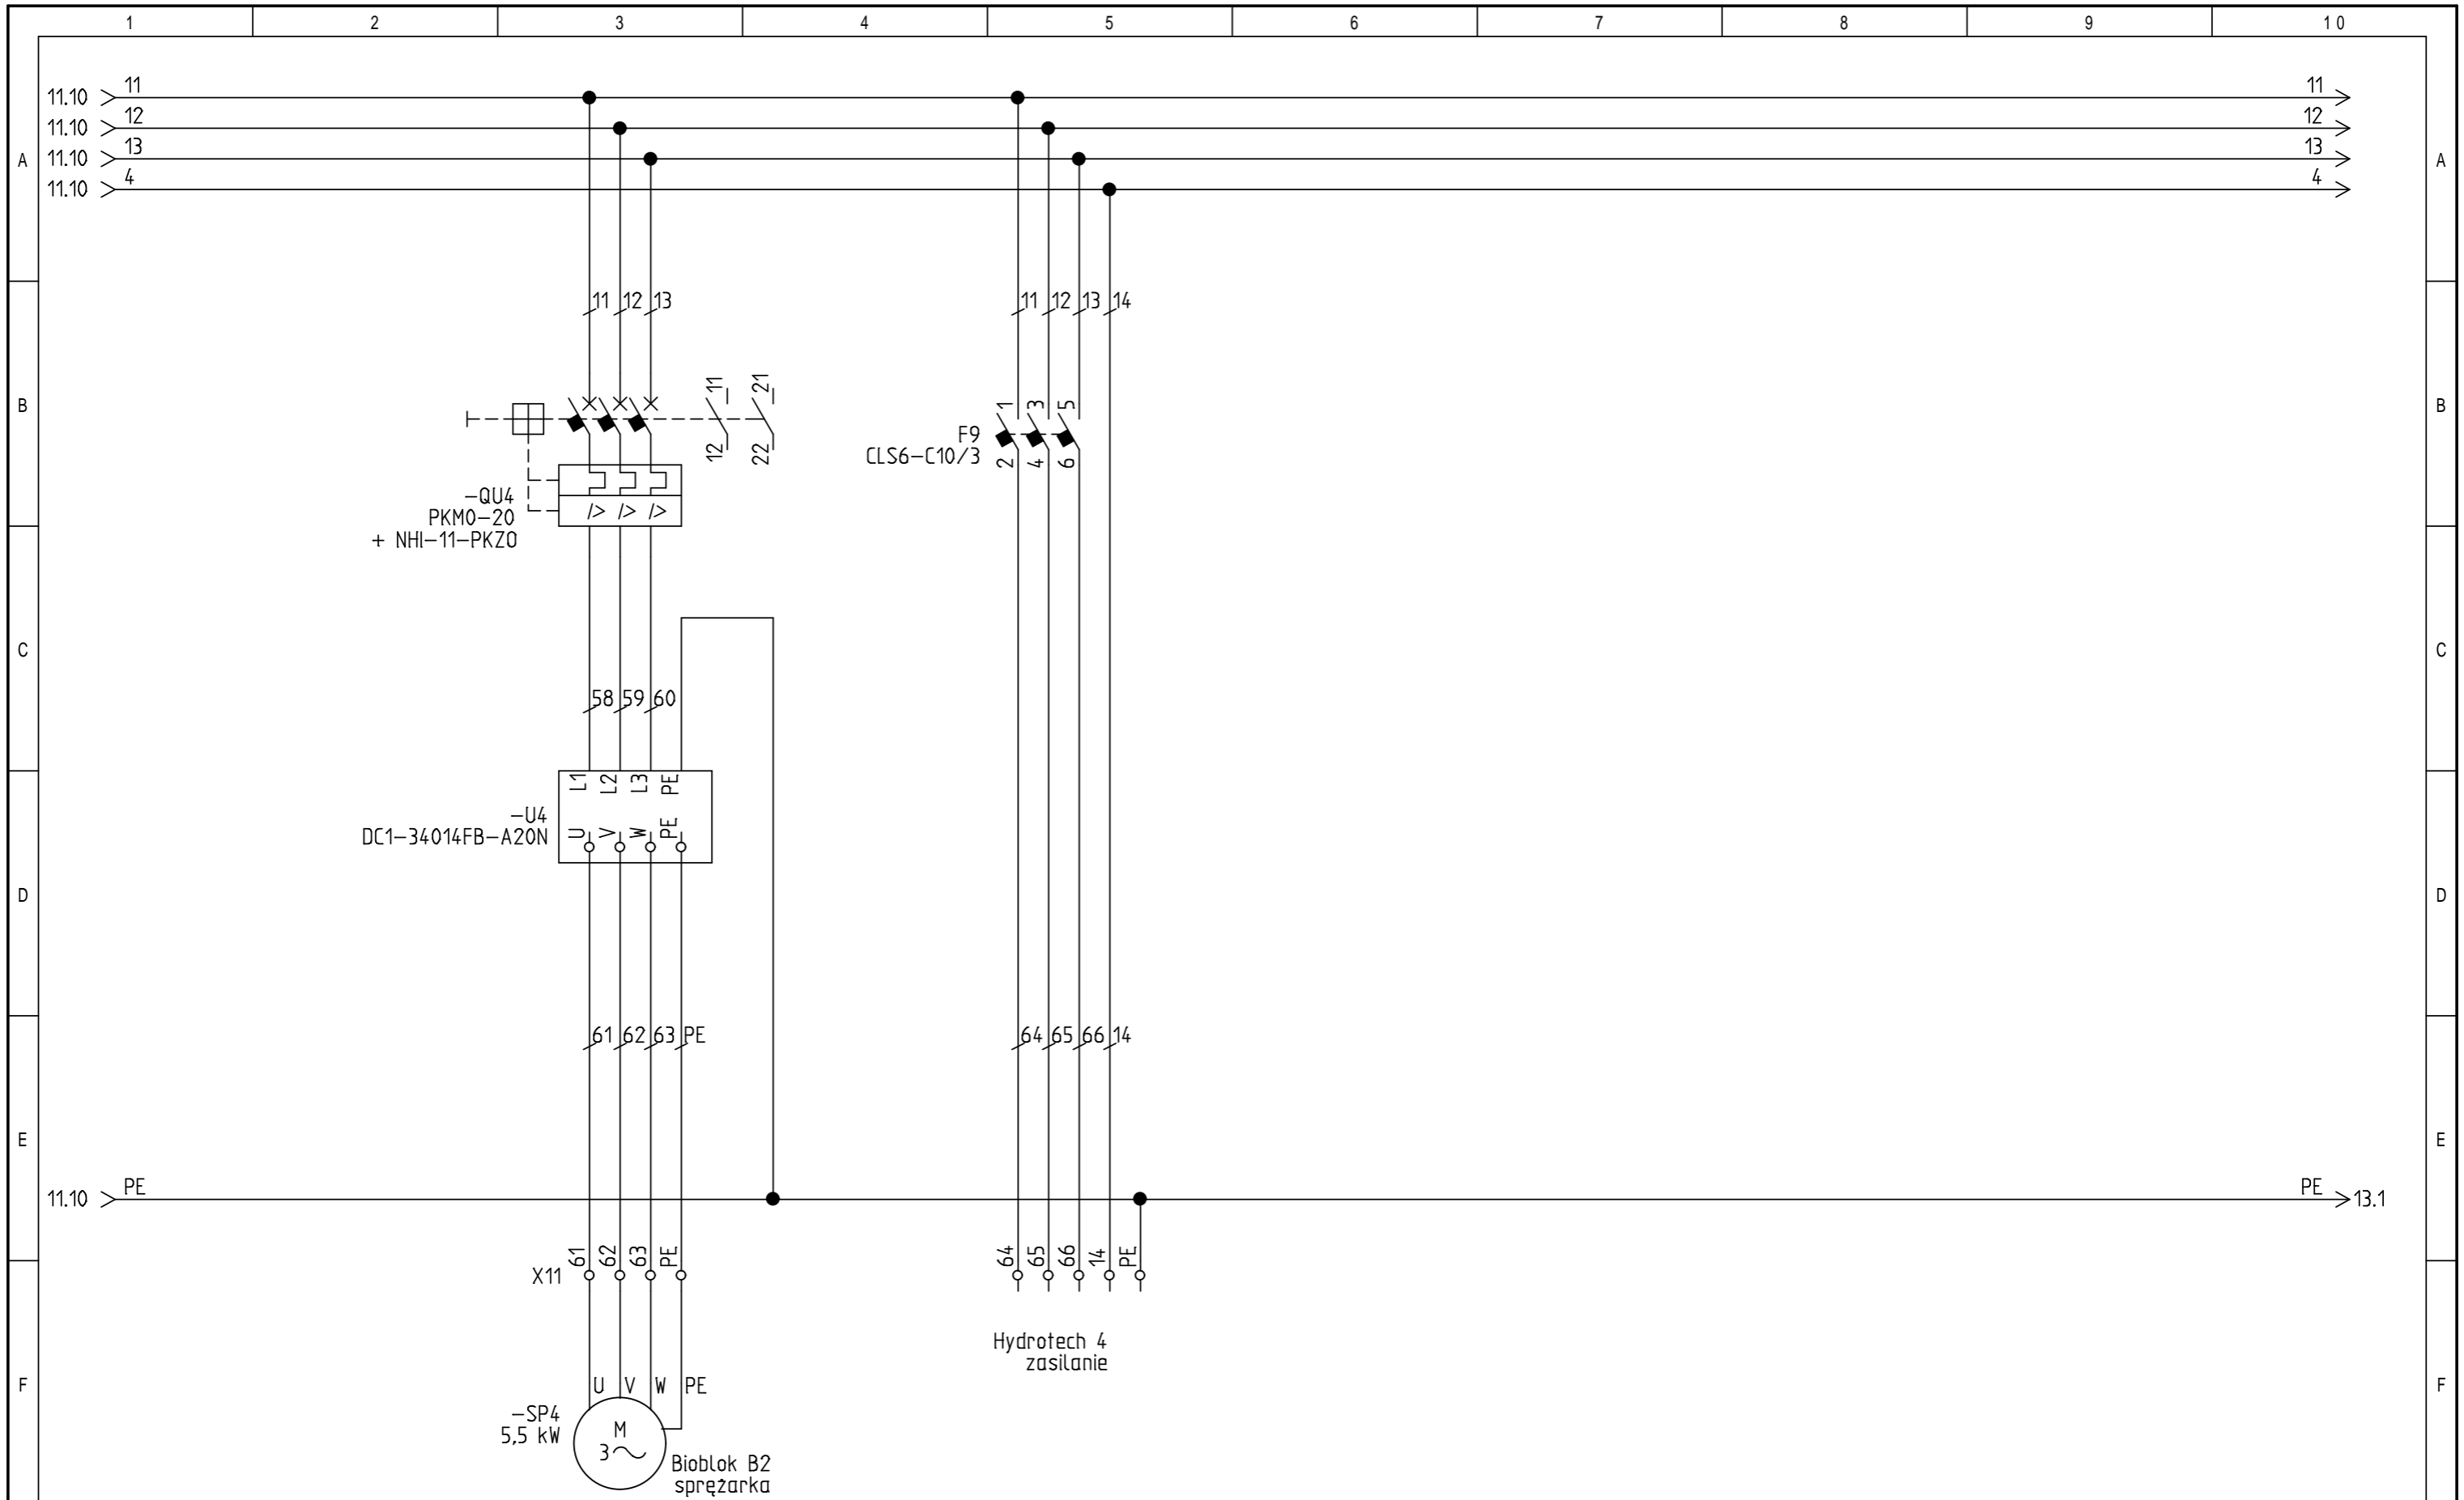 1 2 3 4 5 6 7 8 9 10
11.10 11 11
11.10 12 12
A 11.10 13 13 A
11.10 4 4
11 12 13 11 12 13 14
11 21 1 3 5
B B
12 22 2 4 6
F9
CLS6-C10/3
-QU4
PKM0-20
+ NHI-11-PKZ0
I> I> I>
C C
58 59 60
L1 L2 L3 PE
-U4
DC1-34014FB-A20N
U V W PE
D D
61 62 63 PE 64 65 66 14
E E
11.10 PE PE 13.1
61 62 63 PE 64 65 66 14 PE
X11
Hydrotech 4
zasilanie
F F
U V W PE
-SP4
5,5 kW
M
3~
Bioblok B2
sprężarka